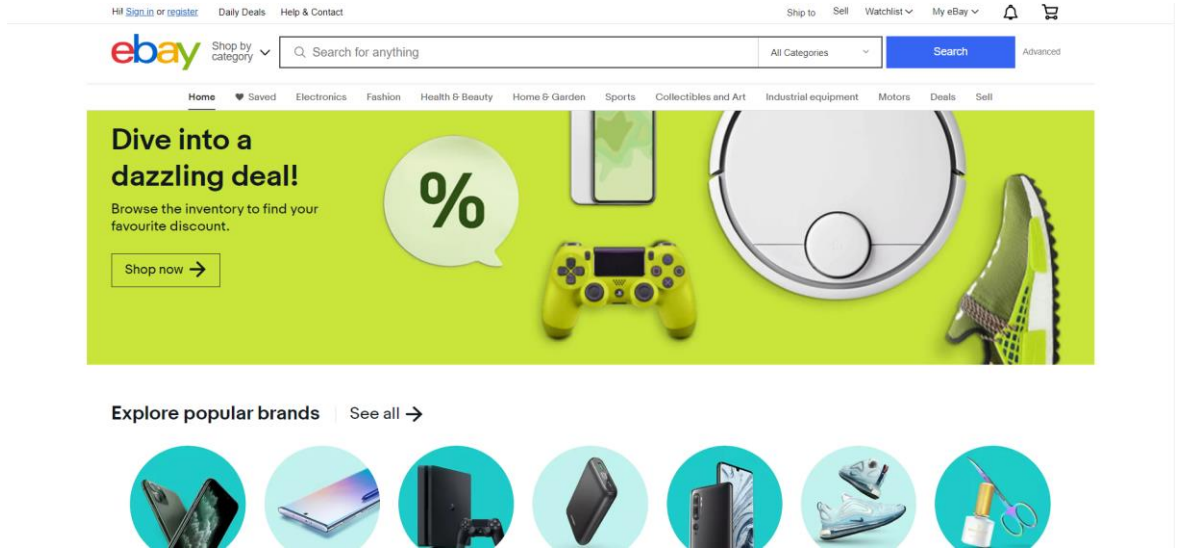 Hi! Sign in or register Daily Deals Help & Contact Ship to Sell Watchlist My eBay
ebay Shop by category Search for anything All Categories Search Advanced
Home Saved Electronics Fashion Health & Beauty Home & Garden Sports Collectibles and Art Industrial equipment Motors Deals Sell
Dive into a
dazzling deal!
Browse the inventory to find your
favourite discount.
%
Shop now
Explore popular brands See all